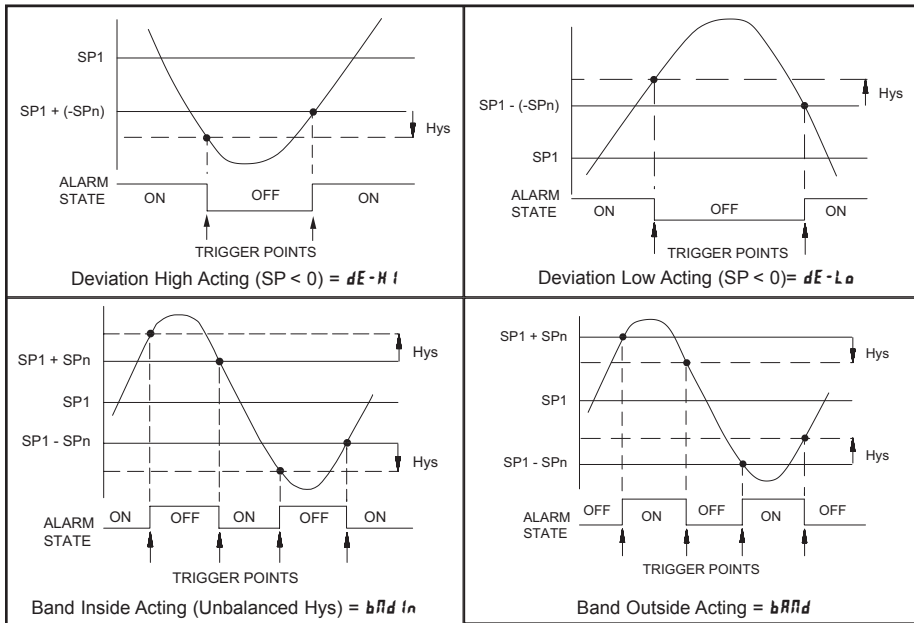 SP1
SP1 + (-SPn)
Hys
ALARM STATE
ON
OFF
ON
TRIGGER POINTS
Deviation High Acting (SP < 0) = dE-HI
SP1 - (-SPn)
Hys
SP1
ALARM STATE
ON
OFF
ON
TRIGGER POINTS
Deviation Low Acting (SP < 0)= dE-Lo
SP1 + SPn
Hys
SP1
SP1 - SPn
Hys
ALARM STATE
ON
OFF
ON
OFF
ON
TRIGGER POINTS
Band Inside Acting (Unbalanced Hys) = bNdIn
SP1 + SPn
Hys
SP1
SP1 - SPn
Hys
ALARM STATE
OFF
ON
OFF
ON
OFF
TRIGGER POINTS
Band Outside Acting = bANd